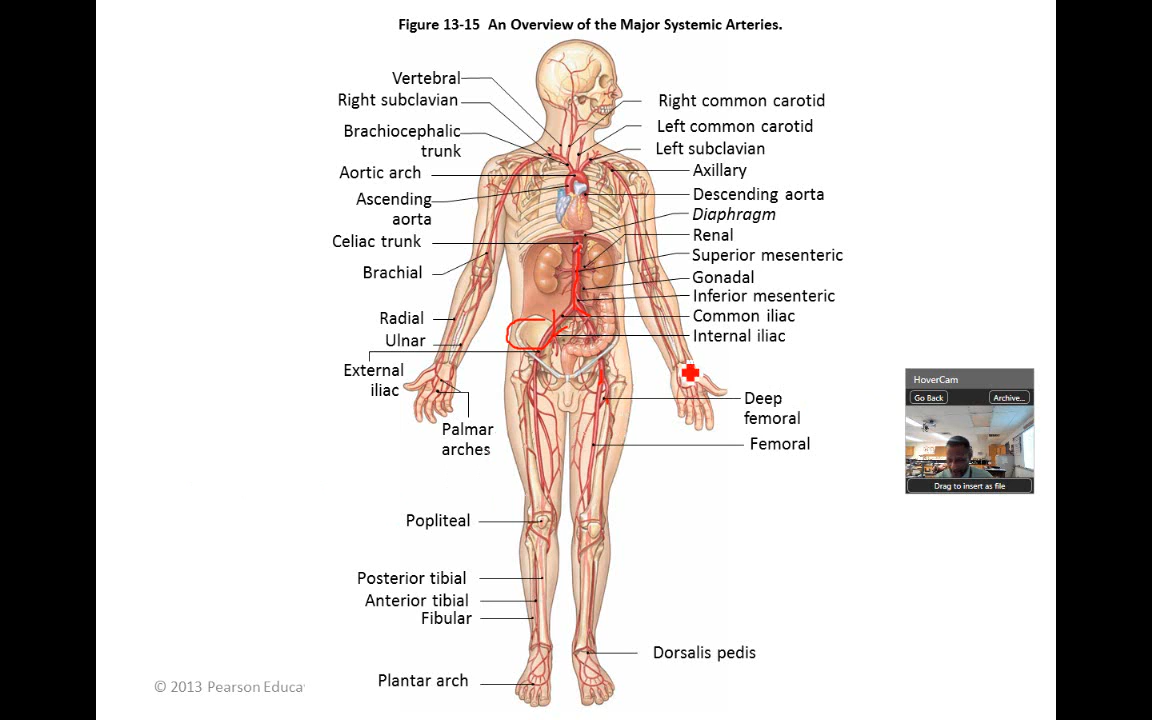 Figure 13-15 An Overview of the Major Systemic Arteries.
Vertebral
Right subclavian
Brachiocephalic
trunk
Aortic arch
Ascending
aorta
Celiac trunk
Brachial
Radial
Ulnar
External
iliac
Palmar
arches
Popliteal
Posterior tibial
Anterior tibial
Fibular
Plantar arch
Right common carotid
Left common carotid
Left subclavian
Axillary
Descending aorta
Diaphragm
Renal
Superior mesenteric
Gonadal
Inferior mesenteric
Common iliac
Internal iliac
Deep
femoral
Femoral
Dorsalis pedis
HoverCam
Go Back
Archive...
Drag to insert as file
© 2013 Pearson Educa